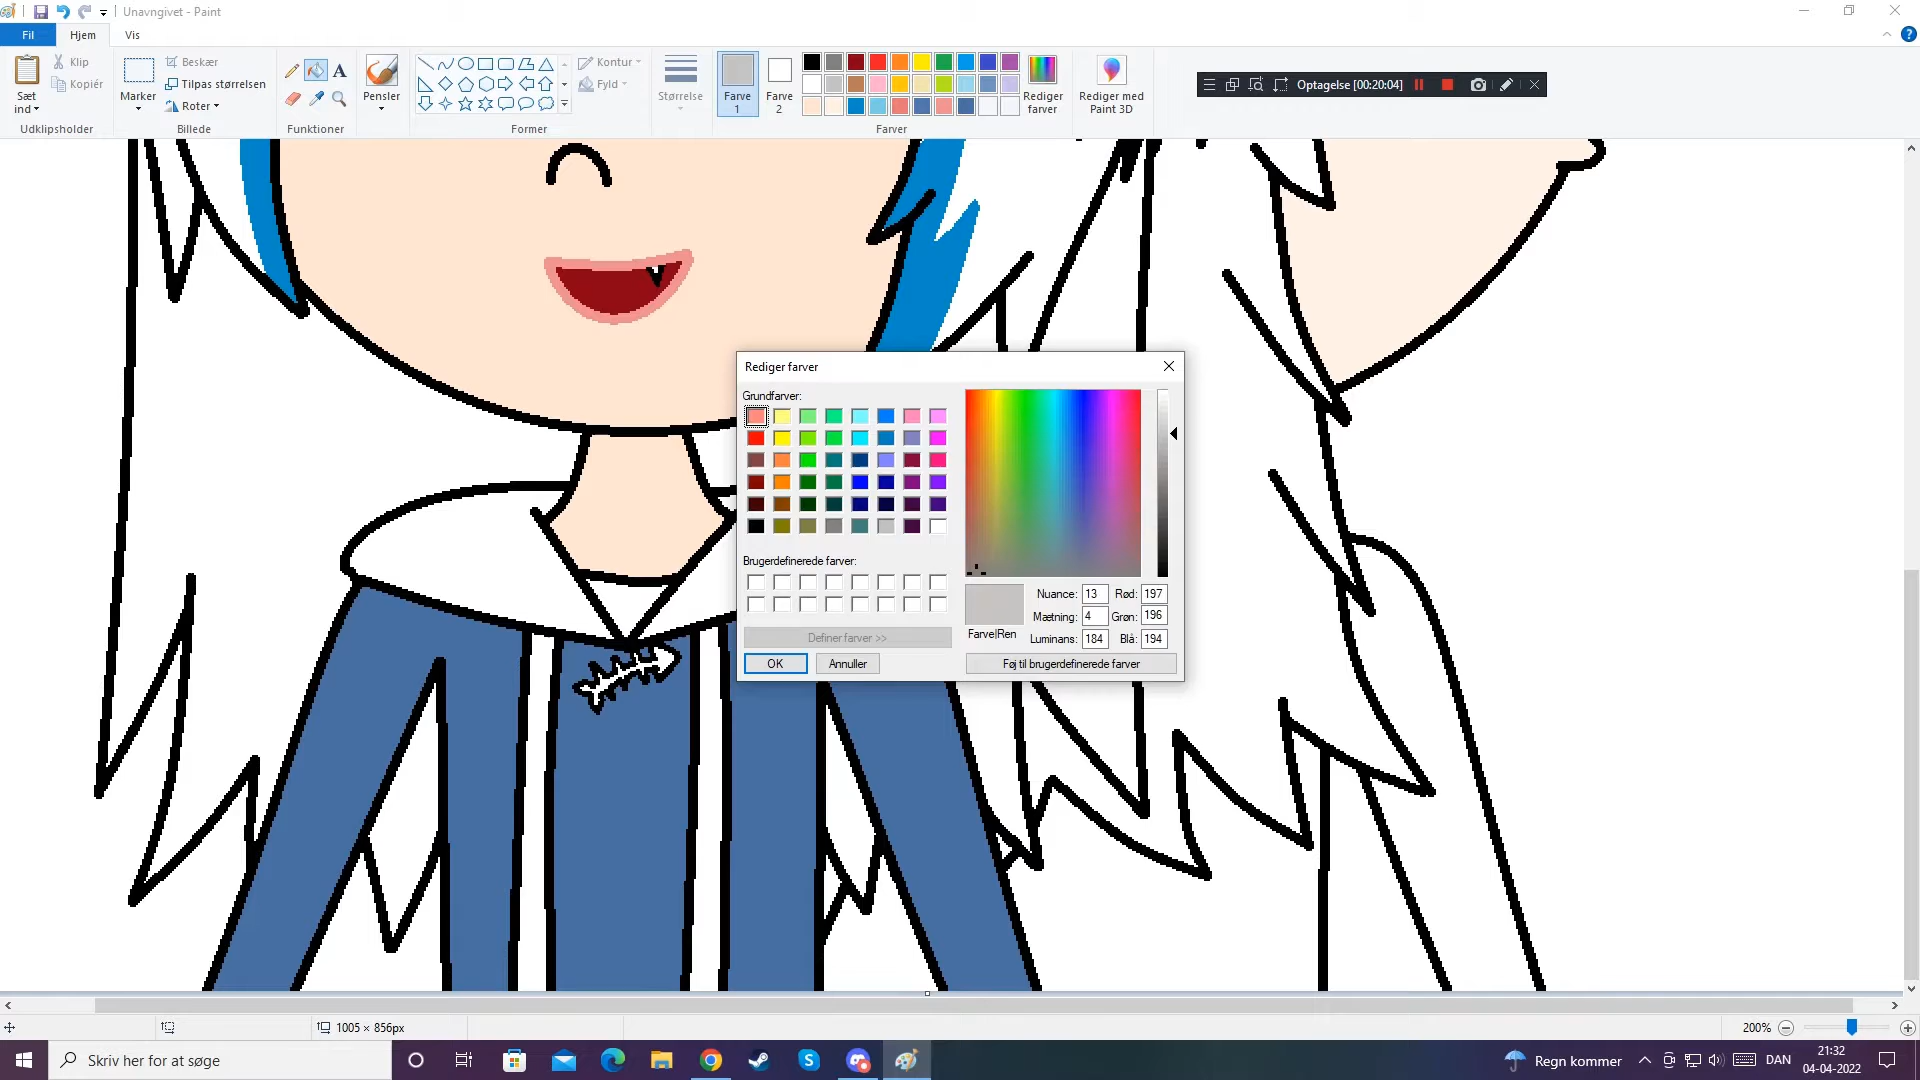 Unavngivet - Paint
Fil Hjem Vis
Sæt ind
Klip
Kopiér
Udklipsholder
Marker
Beskær
Tilpas størrelsen
Roter
Billede
A
Funktioner
Pensler
Kontur
Fyld
Former
Størrelse
Farve 1
Farve 2
Rediger farver
Farver
Rediger med Paint 3D
Optagelse [00:20:04]
Rediger farver
Grundfarver:
Brugerdefinerede farver:
Definer farver >>
OK Annuller
Farve|Ren
Nuance: 13 Rød: 197
Mætning: 4 Grøn: 196
Luminans: 184 Blå: 194
Føj til brugerdefinerede farver
1005 × 856px
200%
Skriv her for at søge
Regn kommer
DAN
21:32
04-04-2022